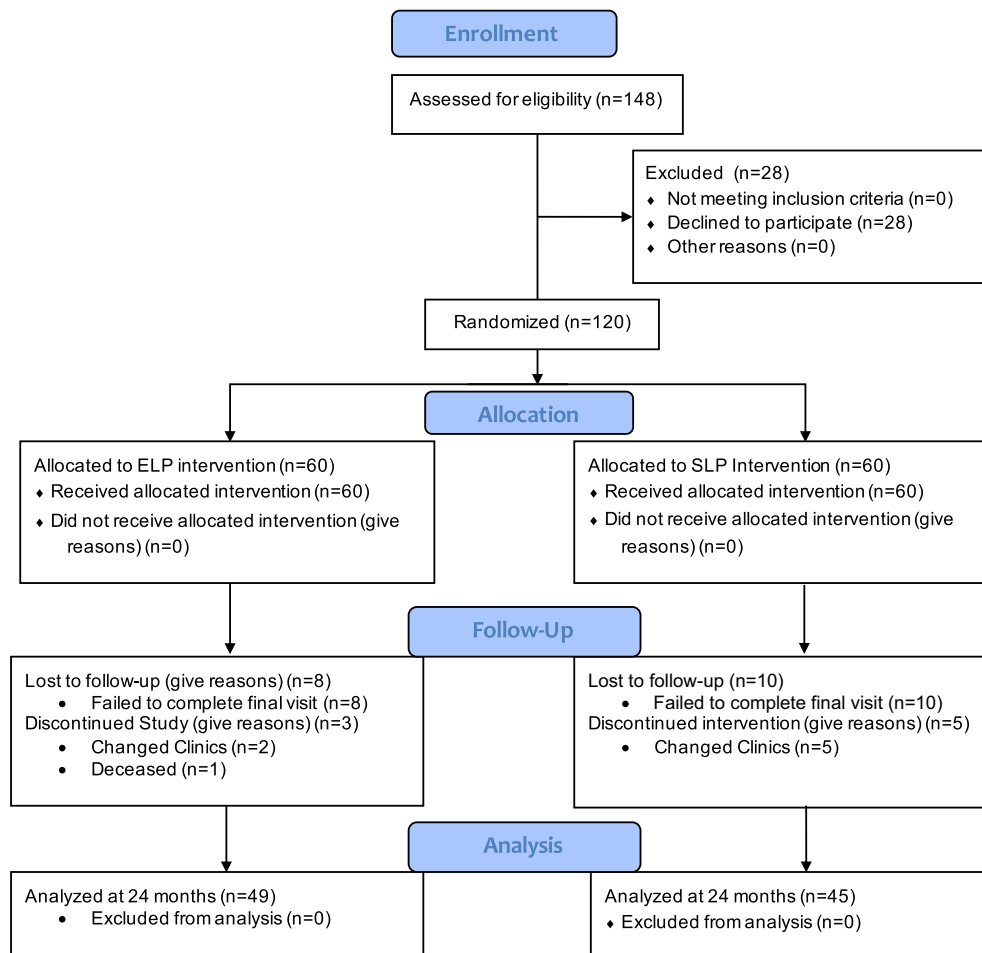 Enrollment
Assessed for eligibility (n=148)
Excluded (n=28)
♦ Not meeting inclusion criteria (n=0)
♦ Declined to participate (n=28)
♦ Other reasons (n=0)
Randomized (n=120)
Allocation
Allocated to ELP intervention (n=60)
♦ Received allocated intervention (n=60)
♦ Did not receive allocated intervention (give
reasons) (n=0)
Allocated to SLP Intervention (n=60)
♦ Received allocated intervention (n=60)
♦ Did not receive allocated intervention (give
reasons) (n=0)
Follow-Up
Lost to follow-up (give reasons) (n=8)
• Failed to complete final visit (n=8)
Discontinued Study (give reasons) (n=3)
• Changed Clinics (n=2)
• Deceased (n=1)
Lost to follow-up (n=10)
• Failed to complete final visit (n=10)
Discontinued intervention (give reasons) (n=5)
• Changed Clinics (n=5)
Analysis
Analyzed at 24 months (n=49)
• Excluded from analysis (n=0)
Analyzed at 24 months (n=45)
♦ Excluded from analysis (n=0)